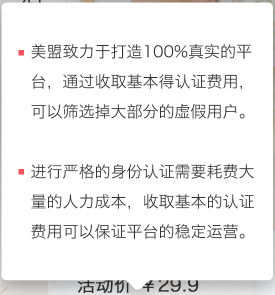 美盟致力于打造100%真实的平
台，通过收取基本得认证费用，
可以筛选掉大部分的虚假用户。
进行严格的身份认证需要耗费大
量的人力成本，收取基本的认证
费用可以保证平台的稳定运营。
活动价 ￥29.9